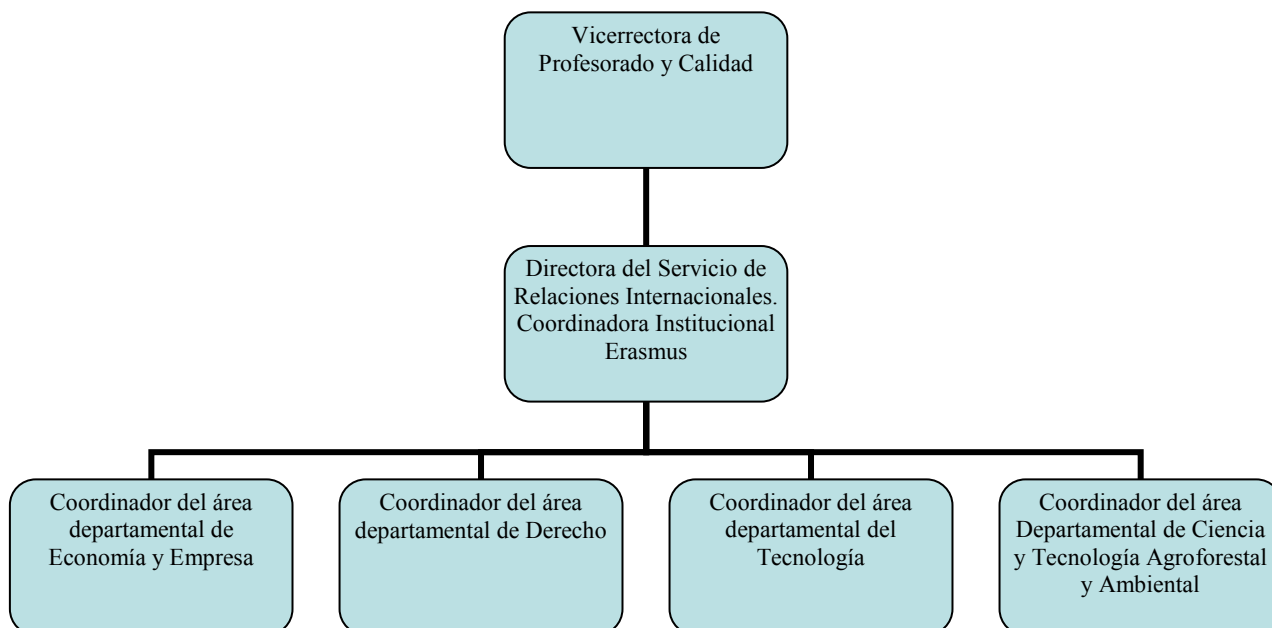 Vicerrectora de
Profesorado y Calidad
Directora del Servicio de
Relaciones Internacionales.
Coordinadora Institucional
Erasmus
Coordinador del área
departamental de
Economía y Empresa
Coordinador del área
departamental de Derecho
Coordinador del área
departamental del
Tecnología
Coordinador del área
Departamental de Ciencia
y Tecnología Agroforestal
y Ambiental